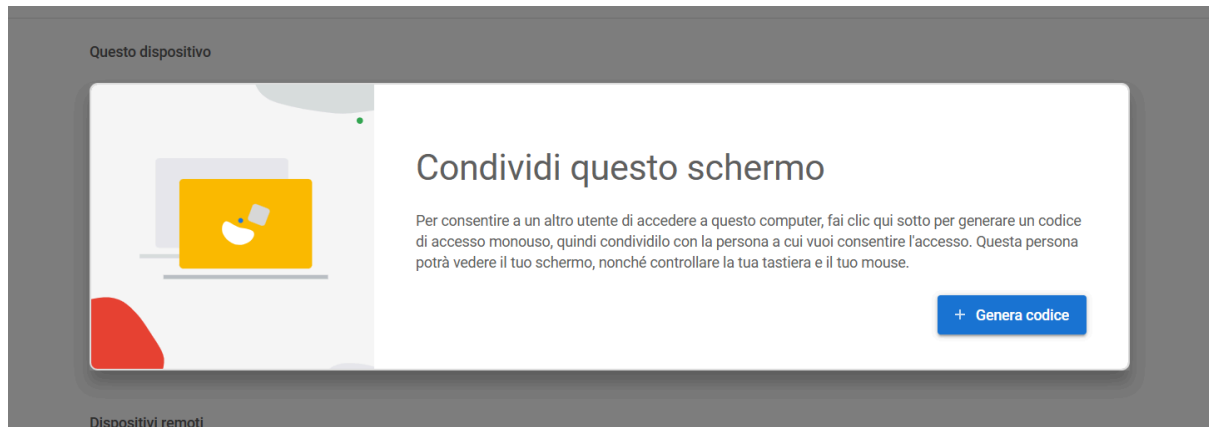 Questo dispositivo
Condividi questo schermo
Per consentire a un altro utente di accedere a questo computer, fai clic qui sotto per generare un codice
di accesso monouso, quindi condividilo con la persona a cui vuoi consentire l'accesso. Questa persona
potrà vedere il tuo schermo, nonché controllare la tua tastiera e il tuo mouse.
+ Genera codice
Dispositivi remoti